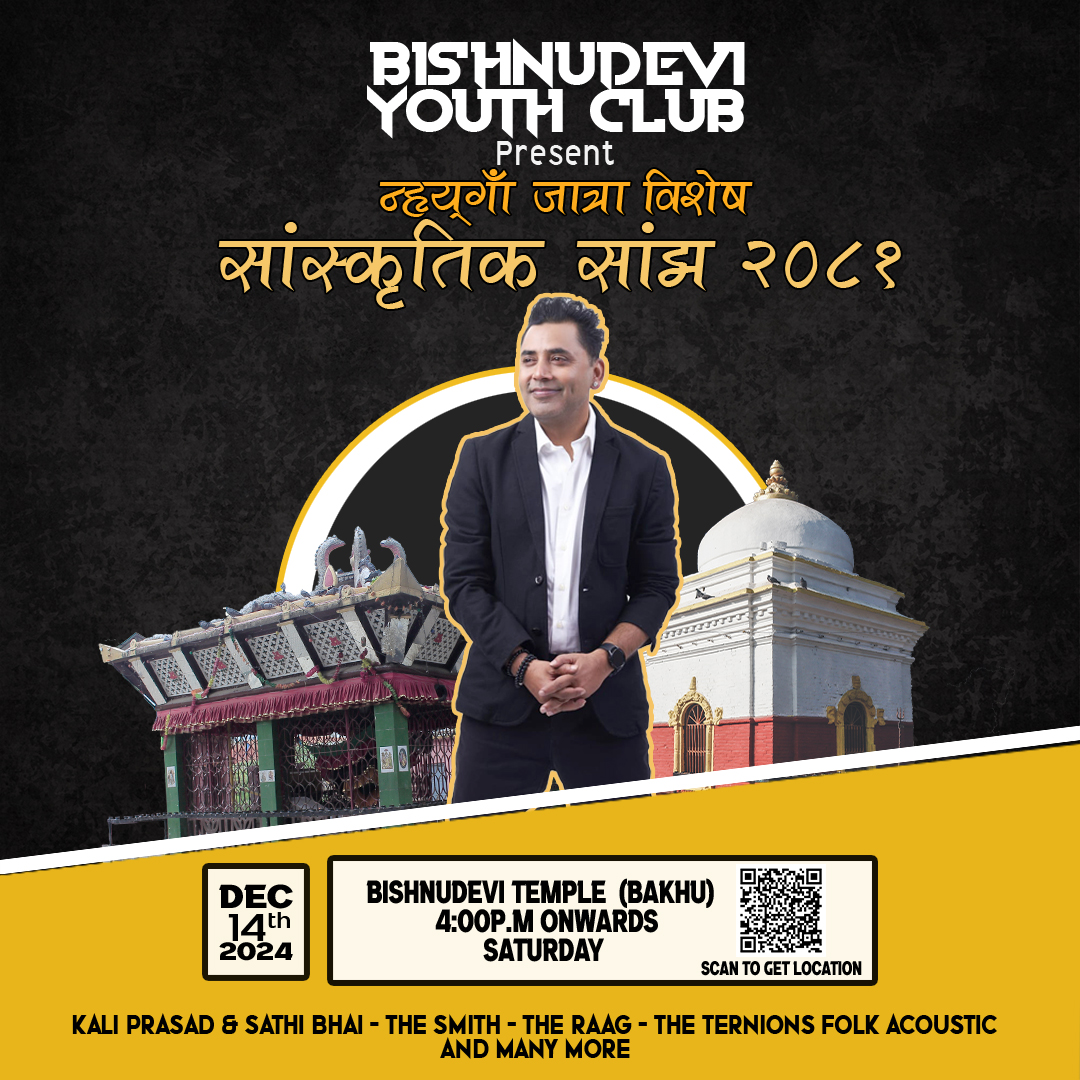 BISHNUDEVI
YOUTH CLUB
Present
न्हृय्गाँ जात्रा विशेष
सांस्कृतिक सांझ २०८१
DEC
14th
2024
BISHNUDEVI TEMPLE (BAKHU)
4:00P.M ONWARDS
SATURDAY
SCAN TO GET LOCATION
KALI PRASAD & SATHI BHAI - THE SMITH - THE RAAG - THE TERNIONS FOLK ACOUSTIC
AND MANY MORE